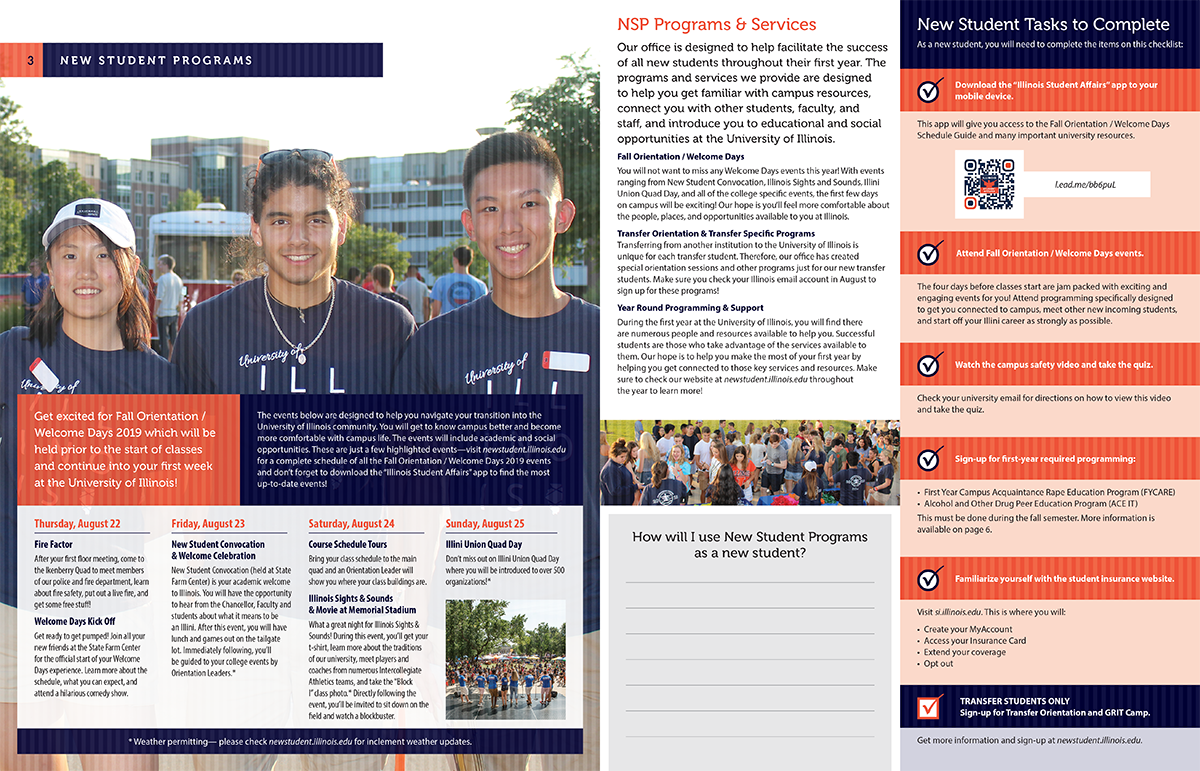 3
NEW STUDENT PROGRAMS
University of
ILL
University of
University of
Get excited for Fall Orientation /
Welcome Days 2019 which will be
held prior to the start of classes
and continue into your first week
at the University of Illinois!
The events below are designed to help you navigate your transition into the
University of Illinois community. You will get to know campus better and become
more comfortable with campus life. The events will include academic and social
opportunities. These are just a few highlighted events—visit newstudent.illinois.edu
for a complete schedule of all the Fall Orientation / Welcome Days 2019 events
and don't forget to download the "Illinois Student Affairs" app to find the most
up-to-date events!
Thursday, August 22
Fire Factor
After your first floor meeting, come to
the Ikenberry Quad to meet members
of our police and fire department, learn
about fire safety, put out a live fire, and
get some free stuff!
Welcome Days Kick Off
Get ready to get pumped! Join all your
new friends at the State Farm Center
for the official start of your Welcome
Days experience. Learn more about the
schedule, what you can expect, and
attend a hilarious comedy show.
Friday, August 23
New Student Convocation
& Welcome Celebration
New Student Convocation (held at State
Farm Center) is your academic welcome
to Illinois. You will have the opportunity
to hear from the Chancellor, Faculty and
students about what it means to be
an Illini. After this event, you will have
lunch and games out on the tailgate
lot. Immediately following, you'll
be guided to your college events by
Orientation Leaders.*
Saturday, August 24
Course Schedule Tours
Bring your class schedule to the main
quad and an Orientation Leader will
show you where your class buildings are.
Illinois Sights & Sounds
& Movie at Memorial Stadium
What a great night for Illinois Sights &
Sounds! During this event, you'll get your
t-shirt, learn more about the traditions
of our university, meet players and
coaches from numerous Intercollegiate
Athletics teams, and take the "Block
I" class photo.* Directly following the
event, you'll be invited to sit down on the
field and watch a blockbuster.
Sunday, August 25
Illini Union Quad Day
Don't miss out on Illini Union Quad Day
where you will be introduced to over 500
organizations!*
* Weather permitting— please check newstudent.illinois.edu for inclement weather updates.
NSP Programs & Services
Our office is designed to help facilitate the success
of all new students throughout their first year. The
programs and services we provide are designed
to help you get familiar with campus resources,
connect you with other students, faculty, and
staff, and introduce you to educational and social
opportunities at the University of Illinois.
Fall Orientation / Welcome Days
You will not want to miss any Welcome Days events this year! With events
ranging from New Student Convocation, Illinois Sights and Sounds, Illini
Union Quad Day, and all of the college specific events, the first few days
on campus will be exciting! Our hope is you'll feel more comfortable about
the people, places, and opportunities available to you at Illinois.
Transfer Orientation & Transfer Specific Programs
Transferring from another institution to the University of Illinois is
unique for each transfer student. Therefore, our office has created
special orientation sessions and other programs just for our new transfer
students. Make sure you check your Illinois email account in August to
sign up for these programs!
Year Round Programming & Support
During the first year at the University of Illinois, you will find there
are numerous people and resources available to help you. Successful
students are those who take advantage of the services available to
them. Our hope is to help you make the most of your first year by
helping you get connected to those key services and resources. Make
sure to check our website at newstudent.illinois.edu throughout
the year to learn more!
How will I use New Student Programs
as a new student?
New Student Tasks to Complete
As a new student, you will need to complete the items on this checklist:
Download the "Illinois Student Affairs" app to your
mobile device.
This app will give you access to the Fall Orientation / Welcome Days
Schedule Guide and many important university resources.
l.ead.me/bb6puL
Attend Fall Orientation / Welcome Days events.
The four days before classes start are jam packed with exciting and
engaging events for you! Attend programming specifically designed
to get you connected to campus, meet other new incoming students,
and start off your Illini career as strongly as possible.
Watch the campus safety video and take the quiz.
Check your university email for directions on how to view this video
and take the quiz.
Sign-up for first-year required programming:
• First Year Campus Acquaintance Rape Education Program (FYCARE)
• Alcohol and Other Drug Peer Education Program (ACE IT)
This must be done during the fall semester. More information is
available on page 6.
Familiarize yourself with the student insurance website.
Visit si.illinois.edu. This is where you will:
• Create your MyAccount
• Access your Insurance Card
• Extend your coverage
• Opt out
TRANSFER STUDENTS ONLY
Sign-up for Transfer Orientation and GRIT Camp.
Get more information and sign-up at newstudent.illinois.edu.